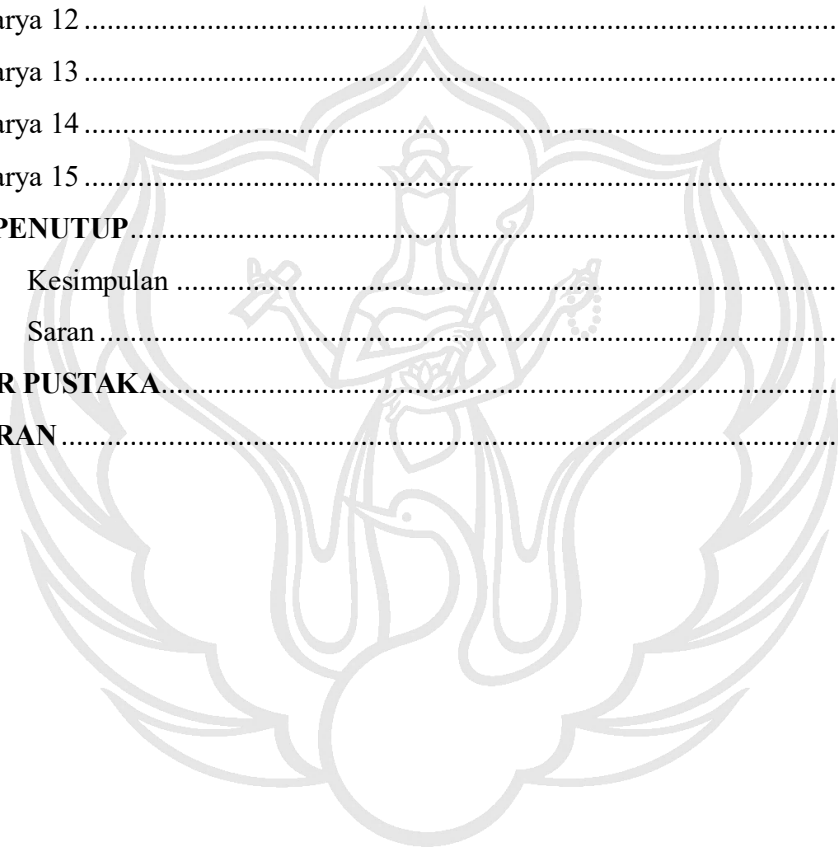 arya 12 ........................................................................................................
arya 13 ........................................................................................................
arya 14 ........................................................................................................
arya 15 ........................................................................................................
PENUTUP..................................................................................................
Kesimpulan ............................................................................................
Saran ......................................................................................................
R PUSTAKA..............................................................................................
RAN ..........................................................................................................